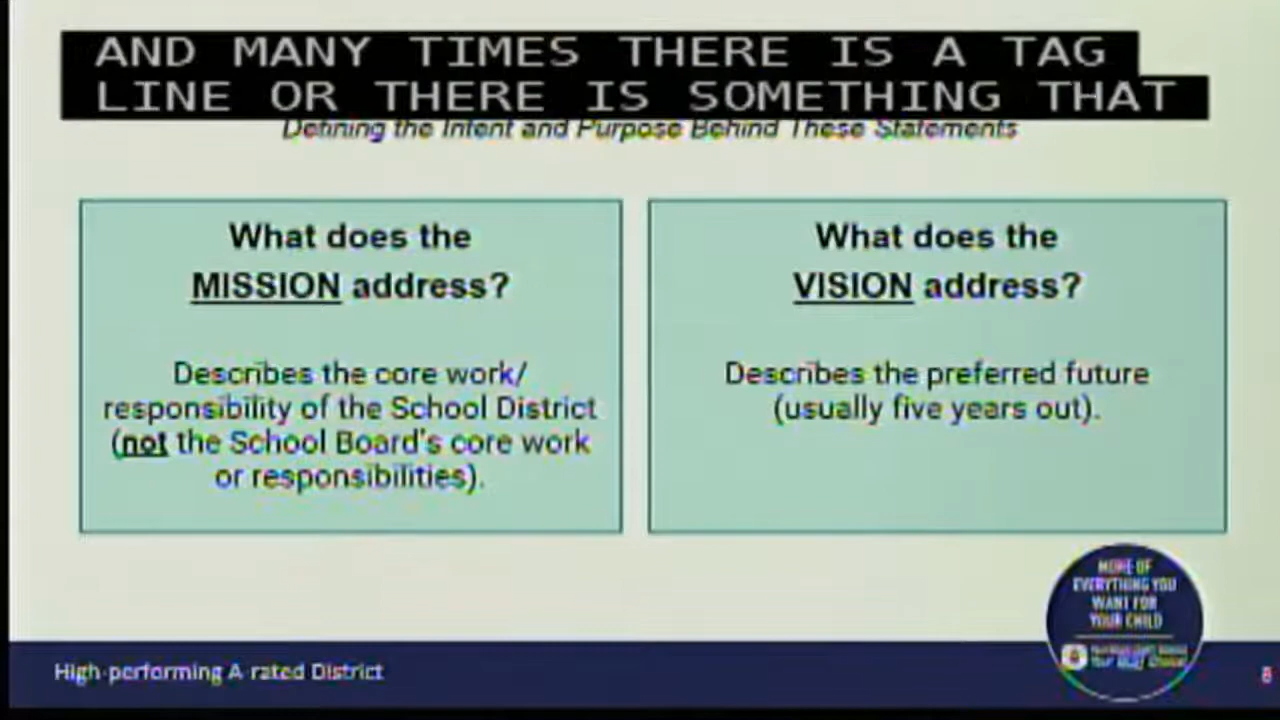 AND MANY TIMES THERE IS A TAG
LINE OR THERE IS SOMETHING THAT
Defining the Intent and Purpose Behind These Statements
What does the
MISSION address?
Describes the core work/
responsibility of the School District
(not the School Board's core work
or responsibilities).
What does the
VISION address?
Describes the preferred future
(usually five years out).
MORE OF
EVERYTHING YOU
WANT FOR
YOUR CHILD
Your Best Choice
High-performing A-rated District
8